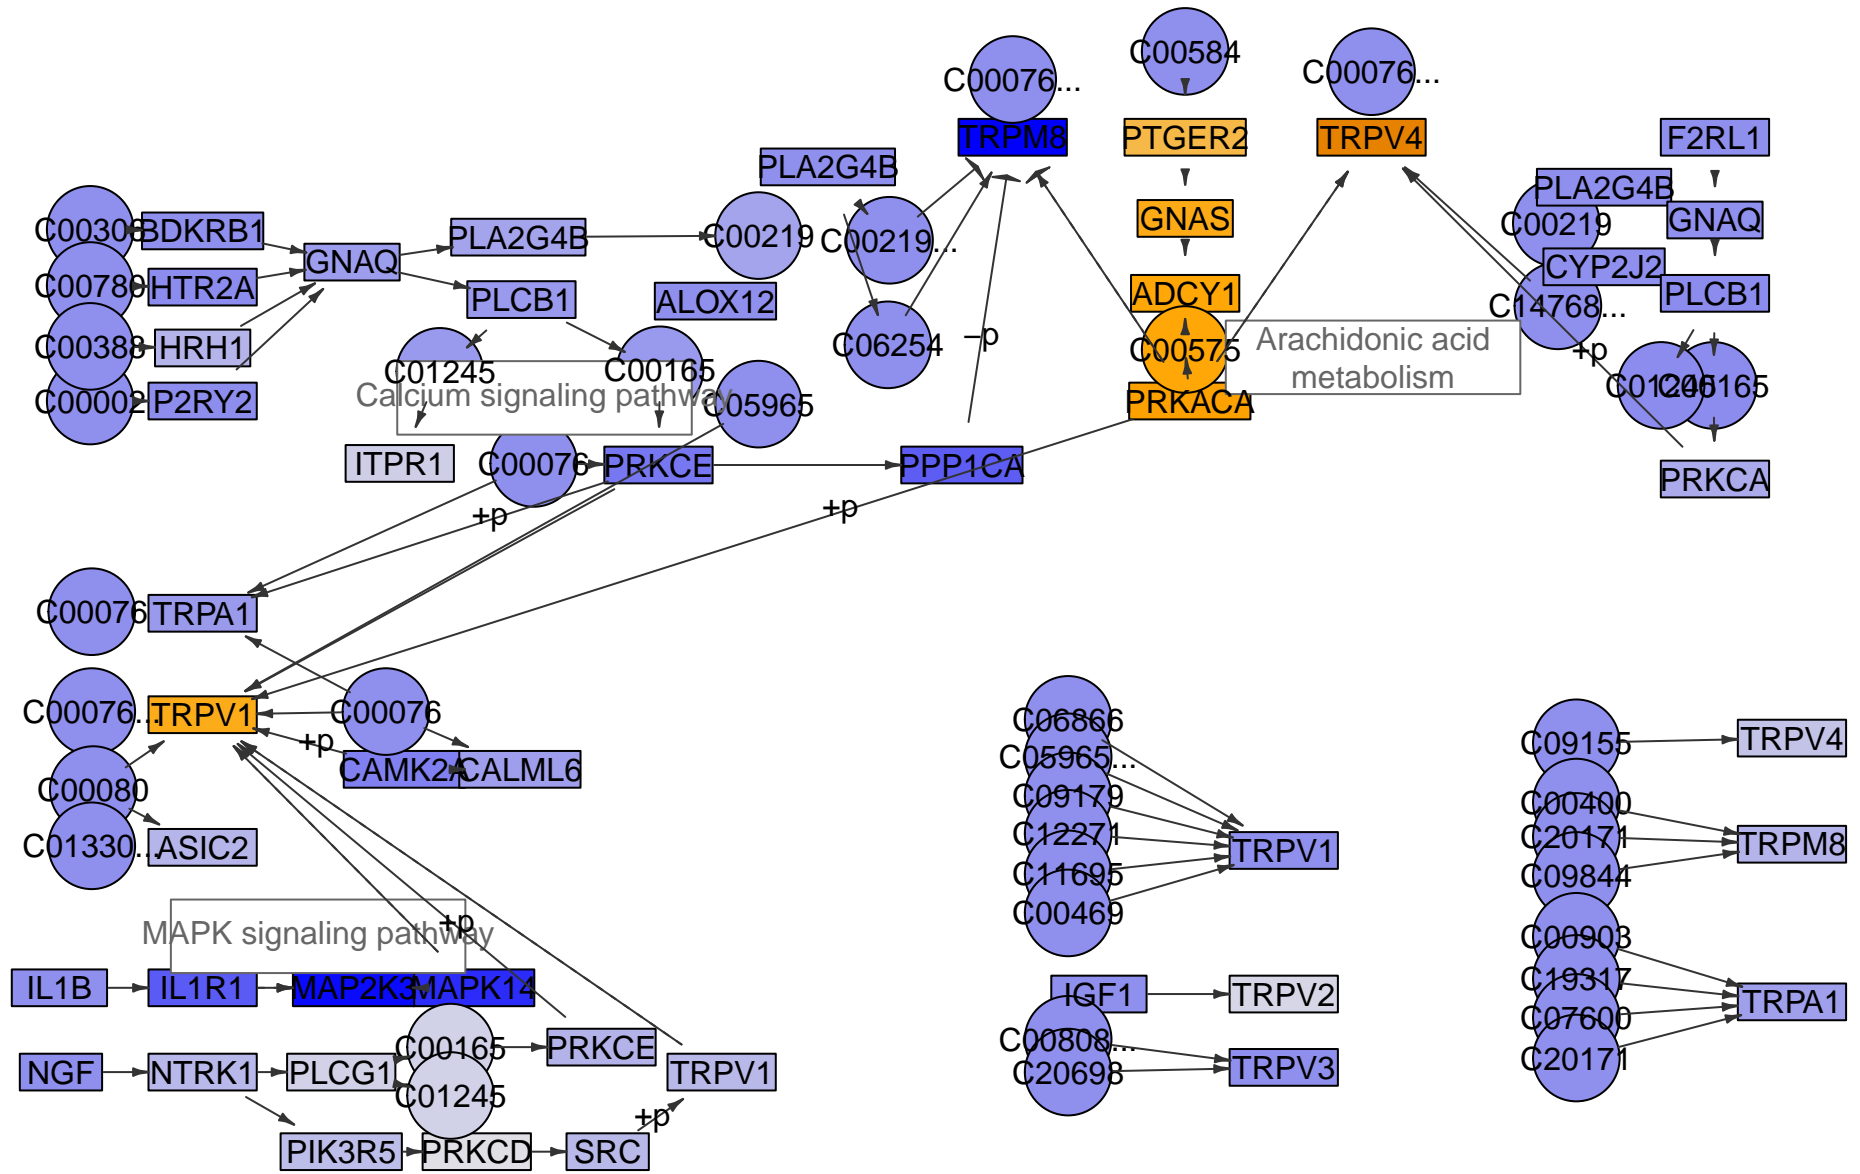 C00584
C00076...
C00076...
TRPM8
PTGER2
TRPV4
F2RL1
PLA2G4B
PLA2G4B
BDKRB1
GNAS
C00219
GNAQ
PLA2G4B
C00219
C00219...
GNAQ
CYP2J2
C00780
HTR2A
PLCB1
ALOX12
ADCY1
C14768...
PLCB1
C00388
HRH1
C06254
–p
C00575
Arachidonic acid
metabolism
+p
C01245
C00165
Calcium signaling pathway
C00002
P2RY2
C05965
PRKACA
C01245
C00165
ITPR1
C00076
PRKCE
PPP1CA
PRKCA
+p
+p
C00076
TRPA1
C00076...
TRPV1
C00076
+p
CAMK2A
CALML6
C00080
C01330...
ASIC2
C06866
C05965...
C09179
C12271
C11695
C00469
TRPV1
C09155
TRPV4
C00400
C20171
C09844
TRPM8
+p
MAPK signaling pathway
C00903
C19317
C07600
C20171
TRPA1
IL1B
IL1R1
MAP2K3
MAPK14
IGF1
TRPV2
C00808...
C20698
TRPV3
NGF
NTRK1
PLCG1
C00165
C01245
PRKCE
TRPV1
+p
PIK3R5
PRKCD
SRC